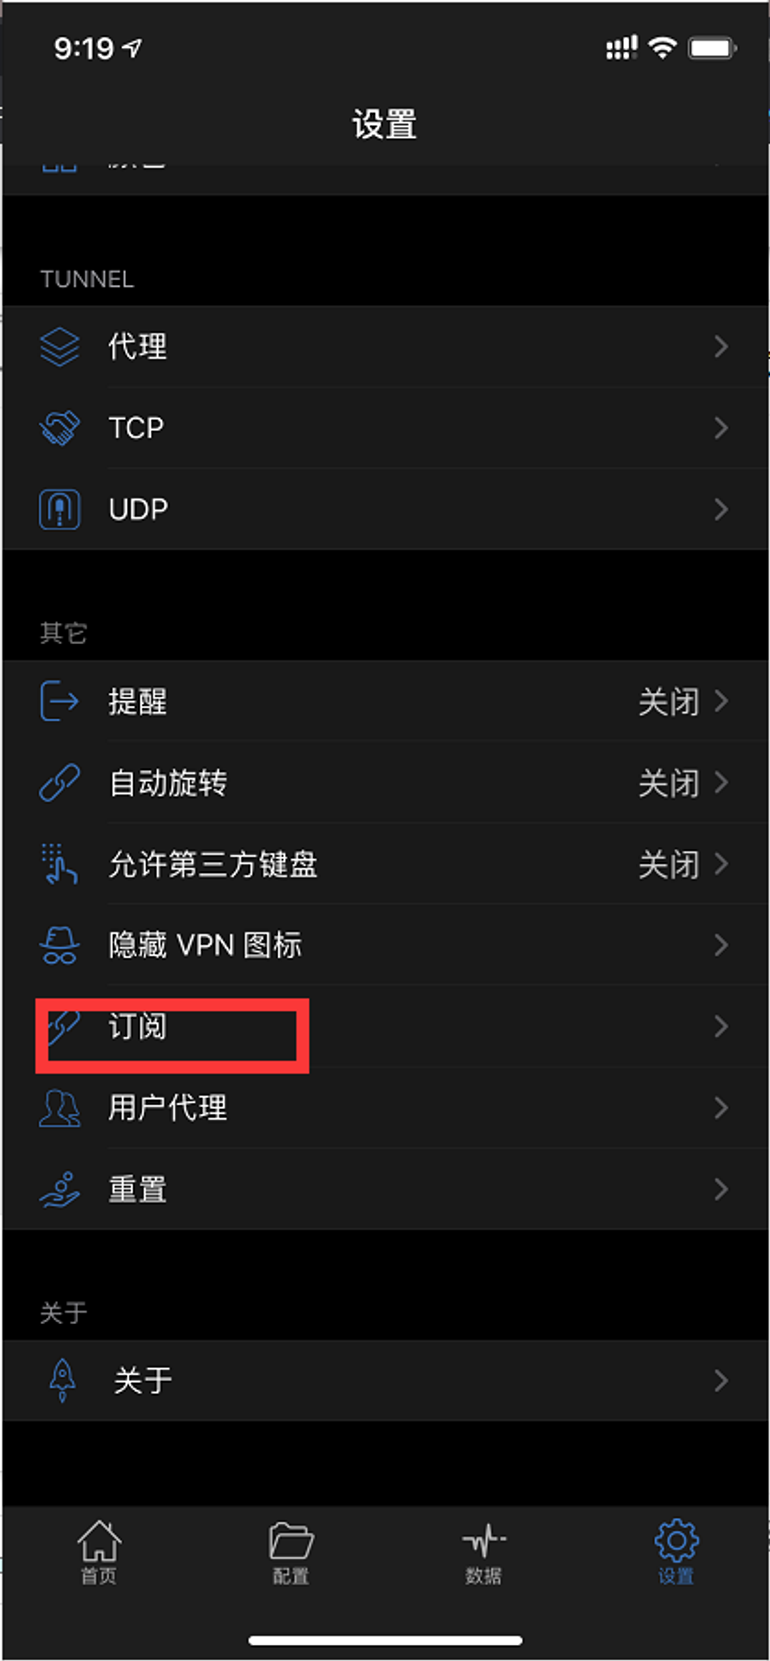 9:19
设置
TUNNEL
代理
TCP
UDP
其它
提醒 关闭
自动旋转 关闭
允许第三方键盘 关闭
隐藏 VPN 图标
订阅
用户代理
重置
关于
关于
首页 配置 数据 设置